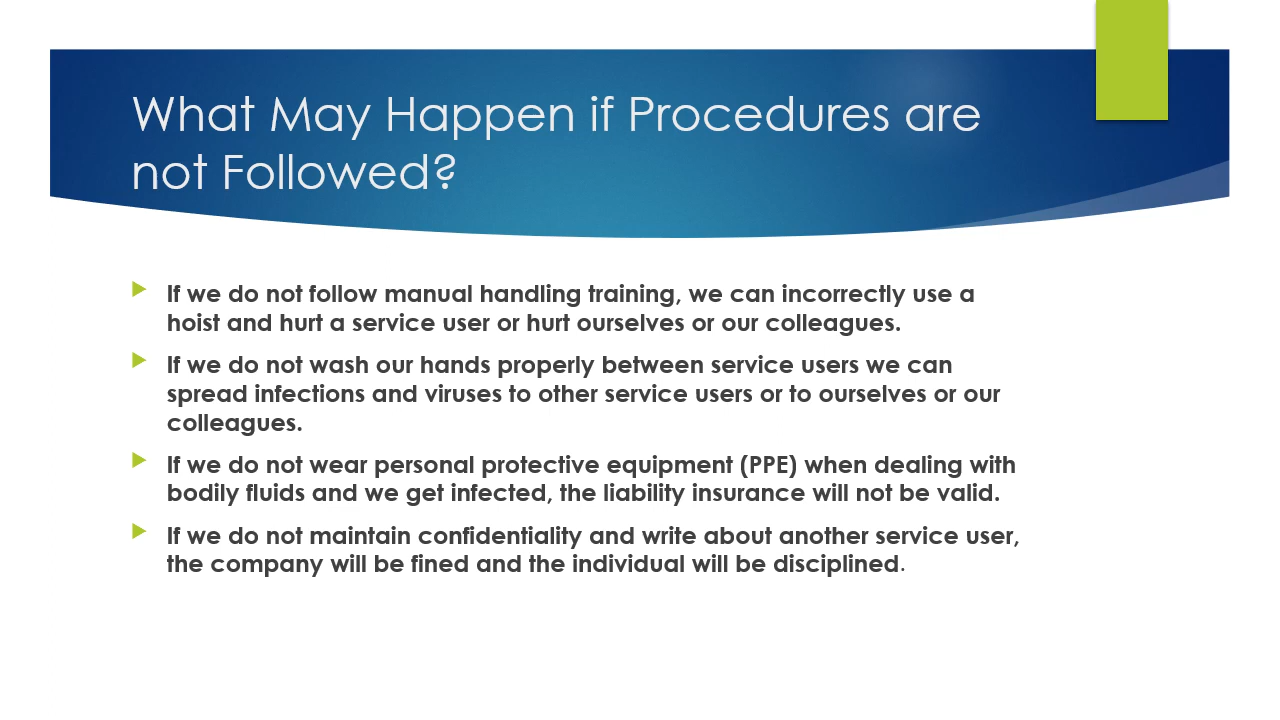 What May Happen if Procedures are
not Followed?
If we do not follow manual handling training, we can incorrectly use a
hoist and hurt a service user or hurt ourselves or our colleagues.
If we do not wash our hands properly between service users we can
spread infections and viruses to other service users or to ourselves or our
colleagues.
If we do not wear personal protective equipment (PPE) when dealing with
bodily fluids and we get infected, the liability insurance will not be valid.
If we do not maintain confidentiality and write about another service user,
the company will be fined and the individual will be disciplined.